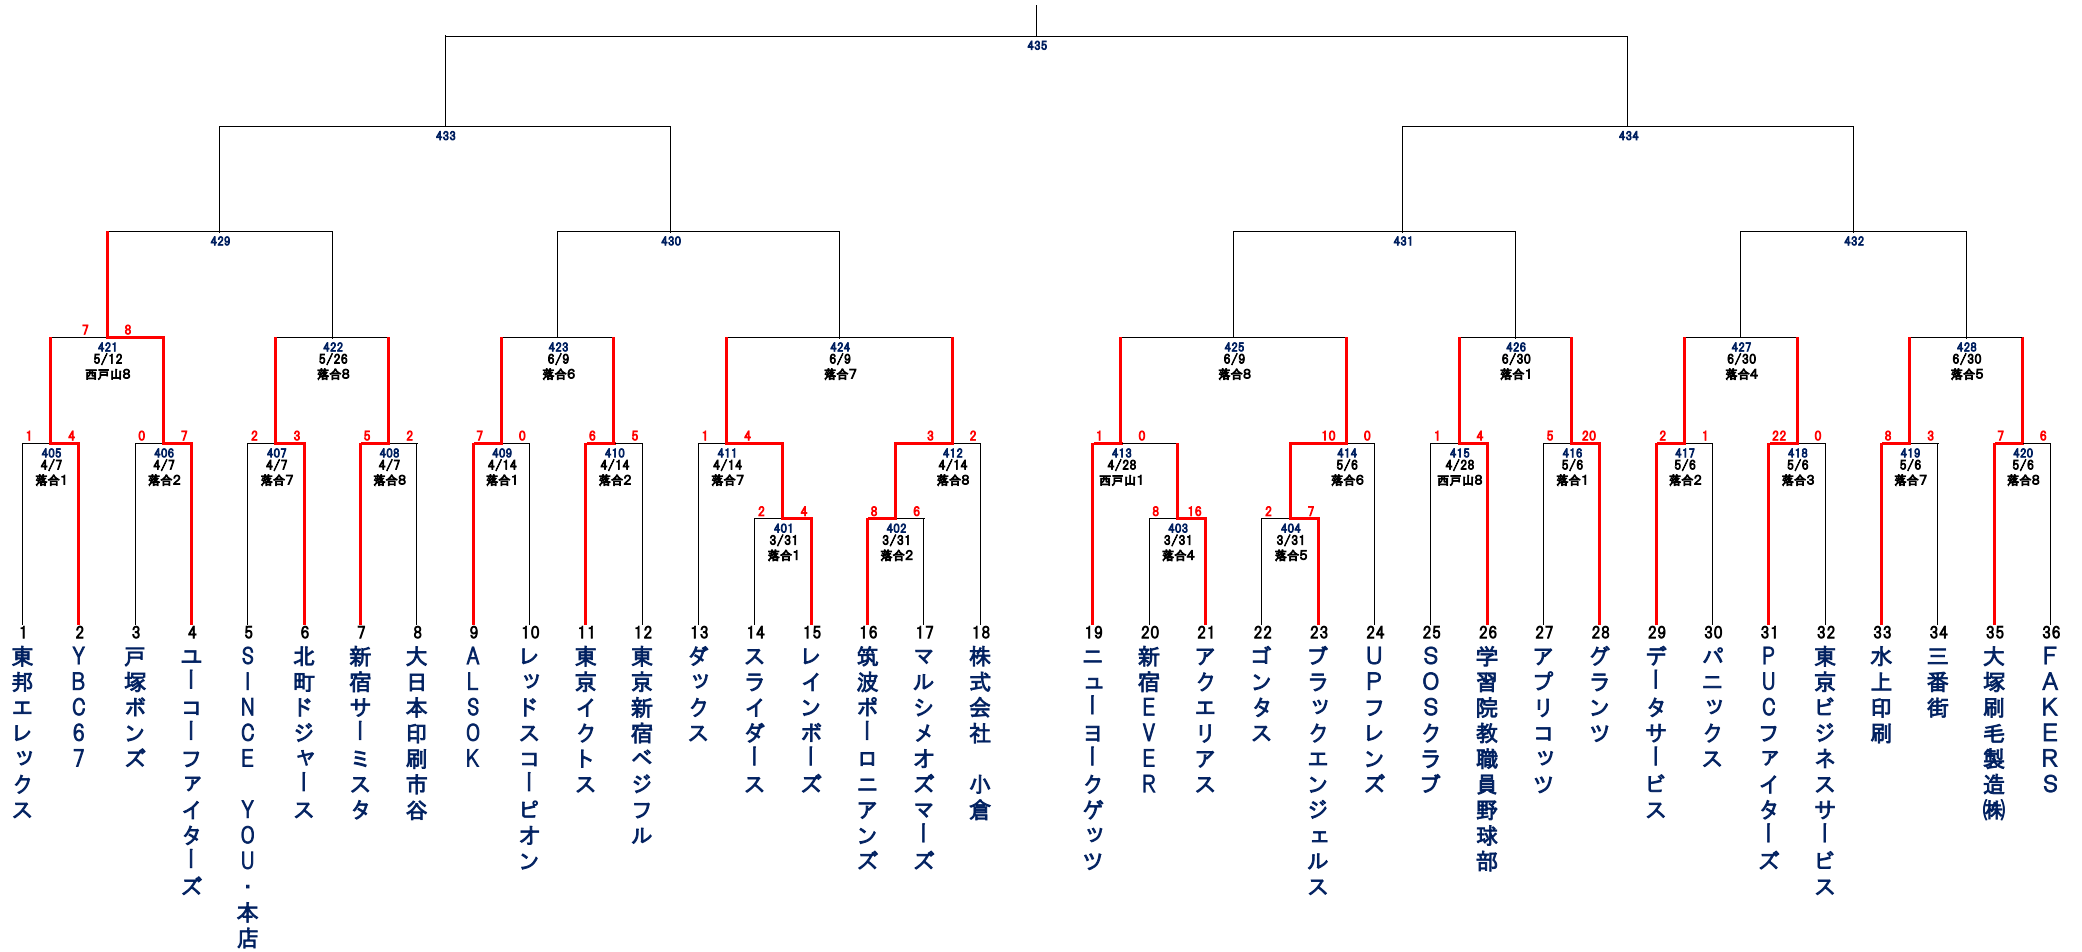 435
433
434
429
430
431
432
7 8
421
5/12
西戸山8
422
5/26
落合8
423
6/9
落合6
424
6/9
落合7
425
6/9
落合8
426
6/30
落合1
427
6/30
落合4
428
6/30
落合5
1 4
405
4/7
落合1
0 7
406
4/7
落合2
2 3
407
4/7
落合7
5 2
408
4/7
落合8
7 0
409
4/14
落合1
6 5
410
4/14
落合2
1 4
411
4/14
落合7
3 2
412
4/14
落合8
1 0
413
4/28
西戸山1
10 0
414
5/6
落合6
1 4
415
4/28
西戸山8
5 20
416
5/6
落合1
2 1
417
5/6
落合2
22 0
418
5/6
落合3
8 3
419
5/6
落合7
7 6
420
5/6
落合8
2 4
401
3/31
落合1
8 6
402
3/31
落合2
8 16
403
3/31
落合4
2 7
404
3/31
落合5
1
東邦エレックス
2
YBC67
3
戸塚ボンズ
4
ユーコーファイターズ
5
SINCE YOU・本店
6
北町ドジャース
7
新宿サーミスタ
8
大日本印刷市谷
9
ALSOK
10
レッドスコーピオン
11
東京イクトス
12
東京新宿ベジフル
13
ダックス
14
スライダース
15
レインボーズ
16
筑波ポーロニアンズ
17
マルシメオズマーズ
18
株式会社 小倉
19
ニューヨークゲッツ
20
新宿EVER
21
アクエリアス
22
ゴンタス
23
ブラックエンジェルス
24
UPフレンズ
25
SOSクラブ
26
学習院教職員野球部
27
アプリコッツ
28
グランツ
29
データサービス
30
パニックス
31
PUCファイターズ
32
東京ビジネスサービス
33
水上印刷
34
三番街
35
大塚刷毛製造㈱
36
FAKERS